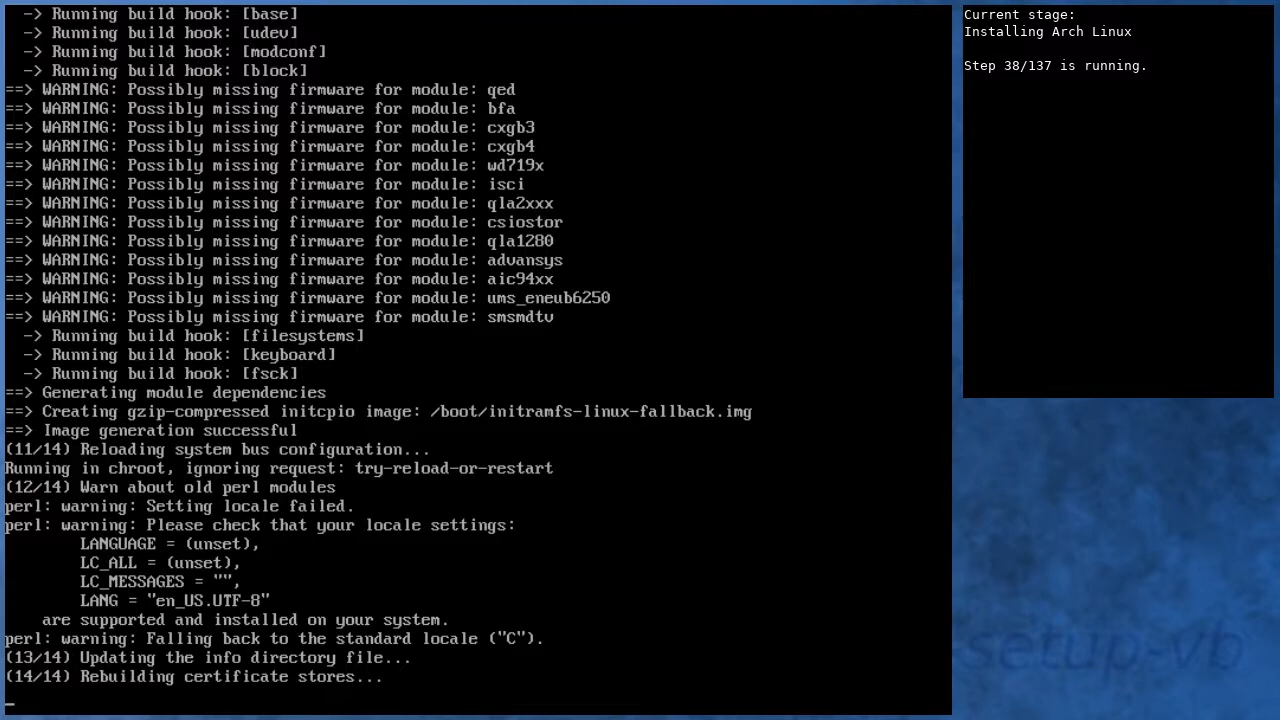 -> Running build hook: [base]
-> Running build hook: [udev]
-> Running build hook: [modconf]
-> Running build hook: [block]
==> WARNING: Possibly missing firmware for module: qed
==> WARNING: Possibly missing firmware for module: bfa
==> WARNING: Possibly missing firmware for module: cxgb3
==> WARNING: Possibly missing firmware for module: cxgb4
==> WARNING: Possibly missing firmware for module: wd719x
==> WARNING: Possibly missing firmware for module: isci
==> WARNING: Possibly missing firmware for module: qla2xxx
==> WARNING: Possibly missing firmware for module: csiostor
==> WARNING: Possibly missing firmware for module: qla1280
==> WARNING: Possibly missing firmware for module: advansys
==> WARNING: Possibly missing firmware for module: aic94xx
==> WARNING: Possibly missing firmware for module: ums_eneub6250
==> WARNING: Possibly missing firmware for module: smsmdtv
-> Running build hook: [filesystems]
-> Running build hook: [keyboard]
-> Running build hook: [fsck]
==> Generating module dependencies
==> Creating gzip-compressed initcpio image: /boot/initramfs-linux-fallback.img
==> Image generation successful
(11/14) Reloading system bus configuration...
Running in chroot, ignoring request: try-reload-or-restart
(12/14) Warn about old perl modules
perl: warning: Setting locale failed.
perl: warning: Please check that your locale settings:
LANGUAGE = (unset),
LC_ALL = (unset),
LC_MESSAGES = "",
LANG = "en_US.UTF-8"
are supported and installed on your system.
perl: warning: Falling back to the standard locale ("C").
(13/14) Updating the info directory file...
(14/14) Rebuilding certificate stores...
Current stage:
Installing Arch Linux
Step 38/137 is running.
setup-vb